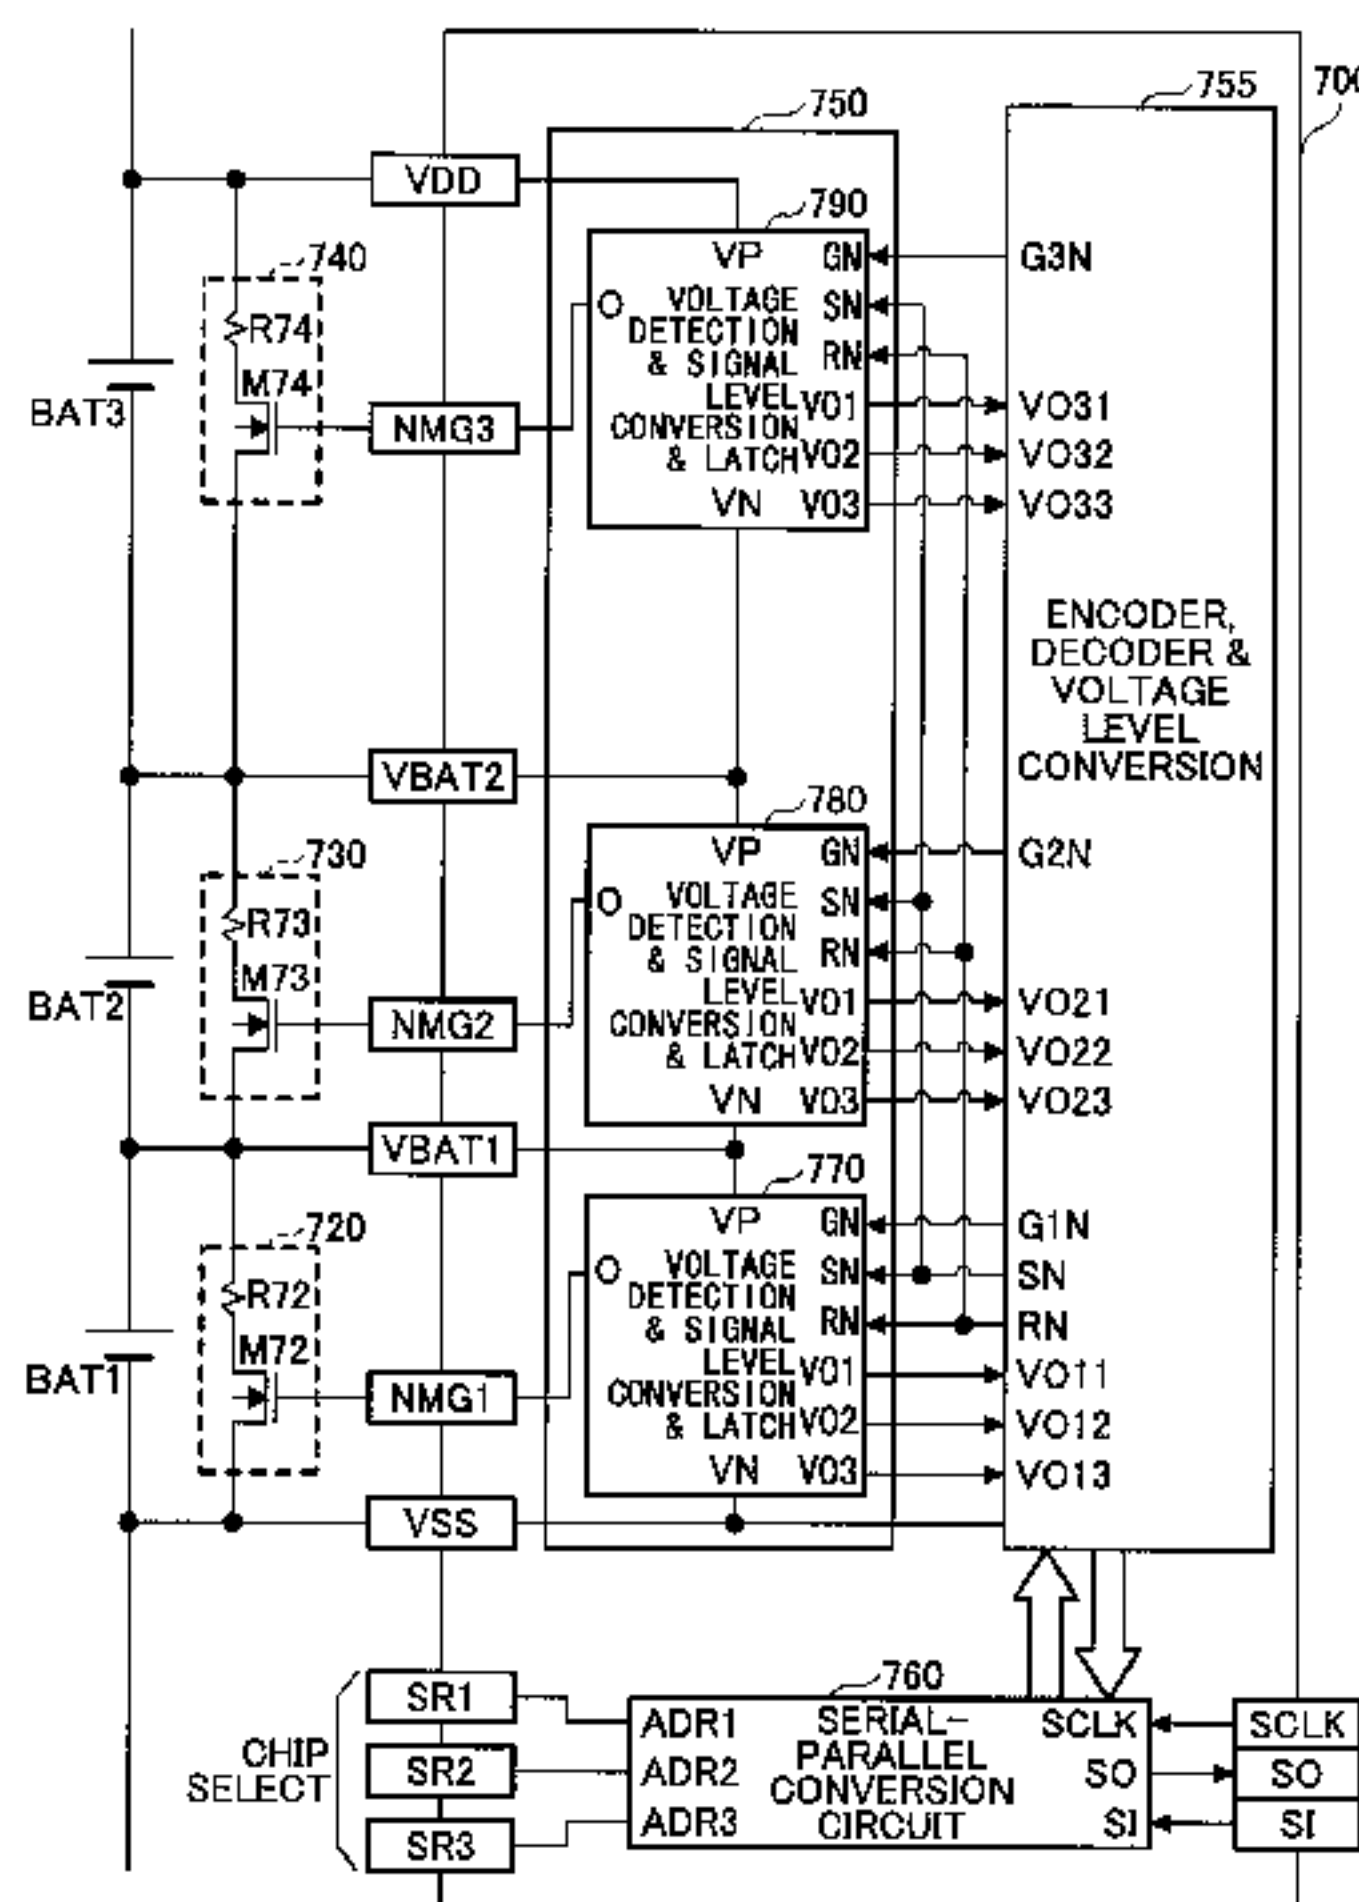 700
755
750
VDD
790
VP
GN
G3N
740
O
VOLTAGE
DETECTION
& SIGNAL
LEVEL
CONVERSION
& LATCH
SN
R74
RN
M74
VO1
VO31
BAT3
NMG3
VO2
VO32
VN
VO3
VO33
ENCODER,
DECODER &
VOLTAGE
LEVEL
CONVERSION
VBAT2
780
VP
GN
G2N
730
O
VOLTAGE
DETECTION
& SIGNAL
LEVEL
CONVERSION
& LATCH
SN
R73
RN
M73
VO1
VO21
BAT2
NMG2
VO2
VO22
VN
VO3
VO23
VBAT1
770
VP
GN
G1N
720
O
VOLTAGE
DETECTION
& SIGNAL
LEVEL
CONVERSION
& LATCH
SN
SN
R72
RN
RN
M72
VO1
VO11
BAT1
NMG1
VO2
VO12
VN
VO3
VO13
VSS
760
CHIP
SELECT
SR1
SR2
SR3
ADR1
ADR2
ADR3
SERIAL-
PARALLEL
CONVERSION
CIRCUIT
SCLK
SO
SI
SCLK
SO
SI